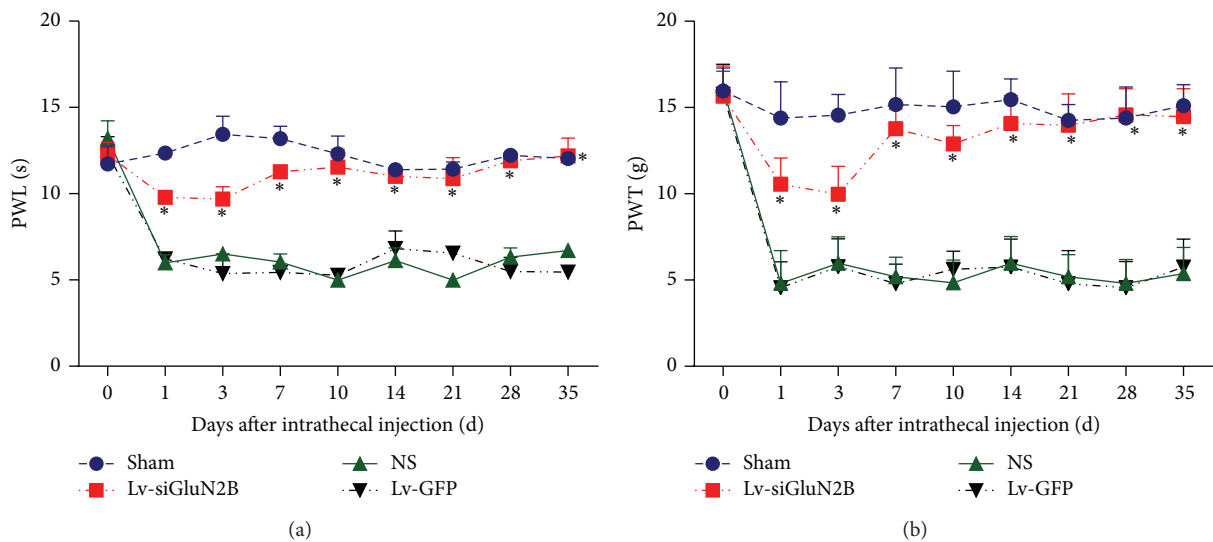 20
15
10
5
0
PWL (s)
*
*
*
*
*
*
*
*
0 1 3 7 10 14 21 28 35
Days after intrathecal injection (d)
Sham
Lv-siGluN2B
NS
Lv-GFP
(a)
20
15
10
5
0
PWT (g)
*
*
*
*
*
*
*
*
0 1 3 7 10 14 21 28 35
Days after intrathecal injection (d)
Sham
Lv-siGluN2B
NS
Lv-GFP
(b)